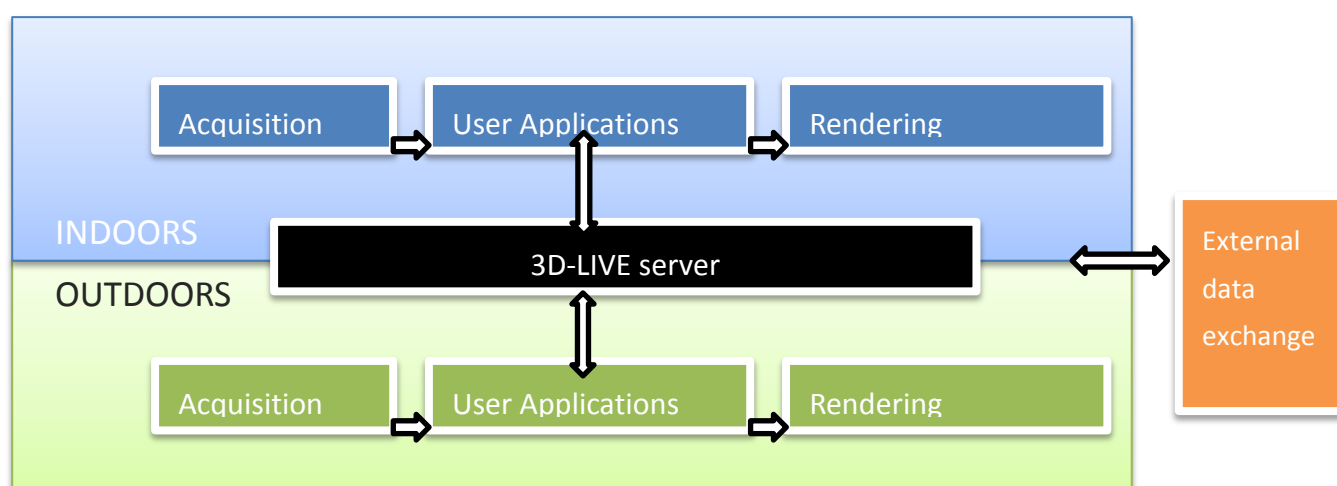 Acquisition
User Applications
Rendering
INDOORS
3D-LIVE server
External
data
exchange
OUTDOORS
Acquisition
User Applications
Rendering